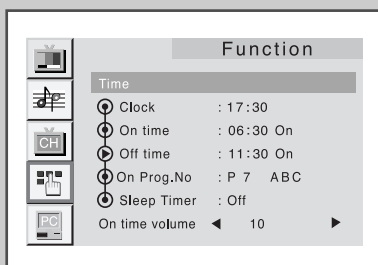 Function
Time
Clock : 17:30
On time : 06:30 On
Off time : 11:30 On
On Prog.No : P 7 ABC
Sleep Timer : Off
On time volume ◀ 10 ▶
CH
PC